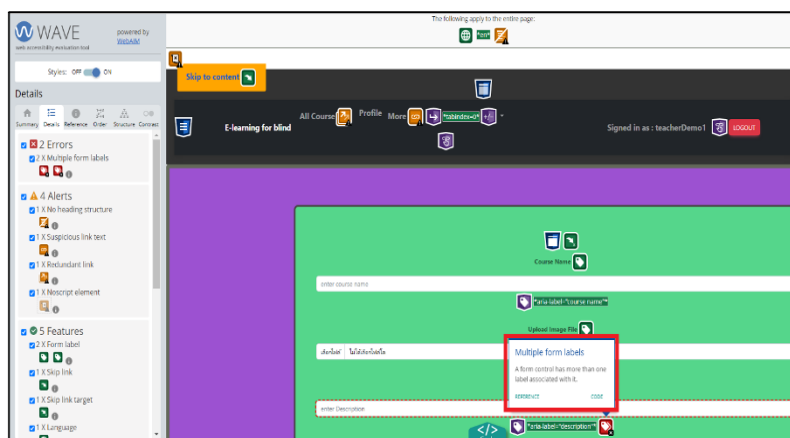 The following apply to the entire page:
*en*
WAVE
powered by
WebAIM
web accessibility evaluation tool
Styles: OFF ON
Details
Summary Details Reference Order Structure Contrast
2 Errors
2 X Multiple form labels
4 Alerts
1 X No heading structure
1 X Suspicious link text
1 X Redundant link
1 X Noscript element
5 Features
2 X Form label
1 X Skip link
1 X Skip link target
1 X Language
Skip to content
E-learning for blind
All Course
Profile
More
*tabindex=0*
Signed in as : teacherDemo1
LOGOUT
Course Name
enter course name
*aria-label="course name"*
Upload Image File
เลือกไฟล์ ไม่ได้เลือกไฟล์ใด
Multiple form labels
A form control has more than one
label associated with it.
REFERENCE CODE
enter Description
*aria-label="description"*